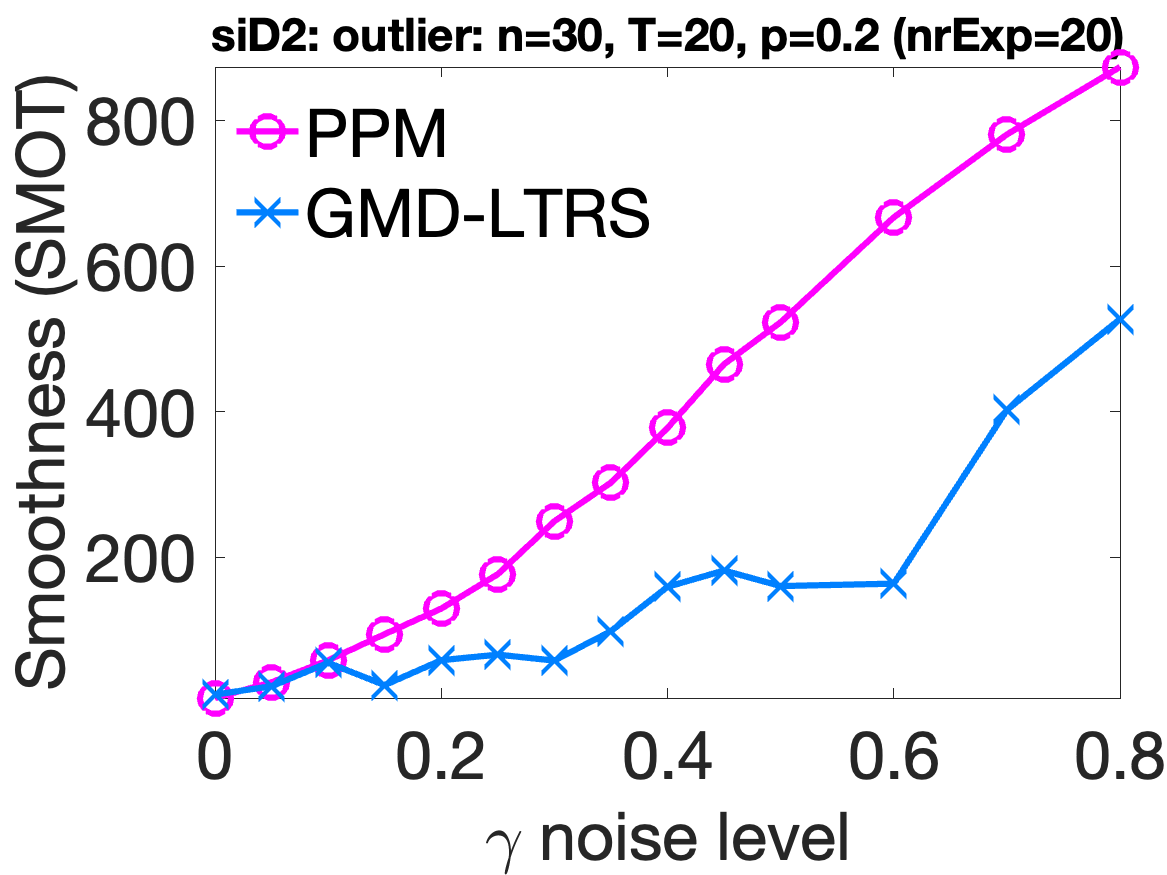 siD2: outlier: n=30, T=20, p=0.2 (nrExp=20)
PPM
GMD-LTRS
Smoothness (SMOT)
800
600
400
200
0 0.2 0.4 0.6 0.8
γ noise level